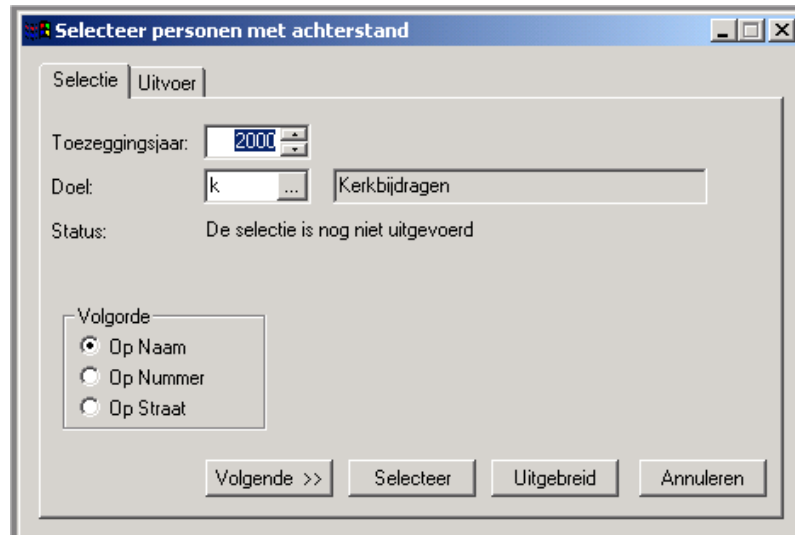 Selecteer personen met achterstand
Selectie Uitvoer
Toezeggingsjaar: 2000
Doel: k ... Kerkbijdragen
Status: De selectie is nog niet uitgevoerd
Volgorde
Op Naam
Op Nummer
Op Straat
Volgende >> Selecteer Uitgebreid Annuleren